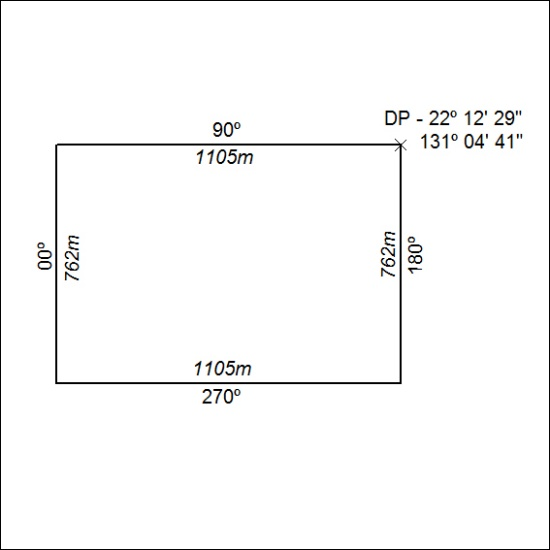 DP - 22º 12' 29"
131º 04' 41"
90º
1105m
00º
762m
762m
180º
1105m
270º